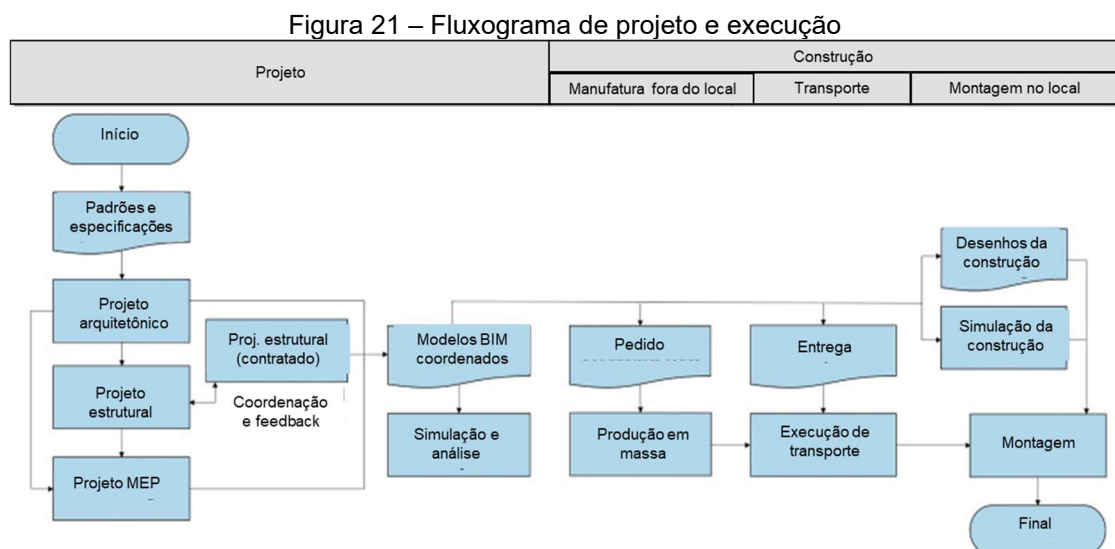 Figura 21 – Fluxograma de projeto e execução
Projeto
Construção
Manufatura fora do local
Transporte
Montagem no local
Início
Padrões e
especificações
Projeto
arquitetônico
Projeto
estrutural
Projeto MEP
Proj. estrutural
(contratado)
Coordenação
e feedback
Modelos BIM
coordenados
Simulação e
análise
Pedido
Produção em
massa
Entrega
Execução de
transporte
Desenhos da
construção
Simulação da
construção
Montagem
Final